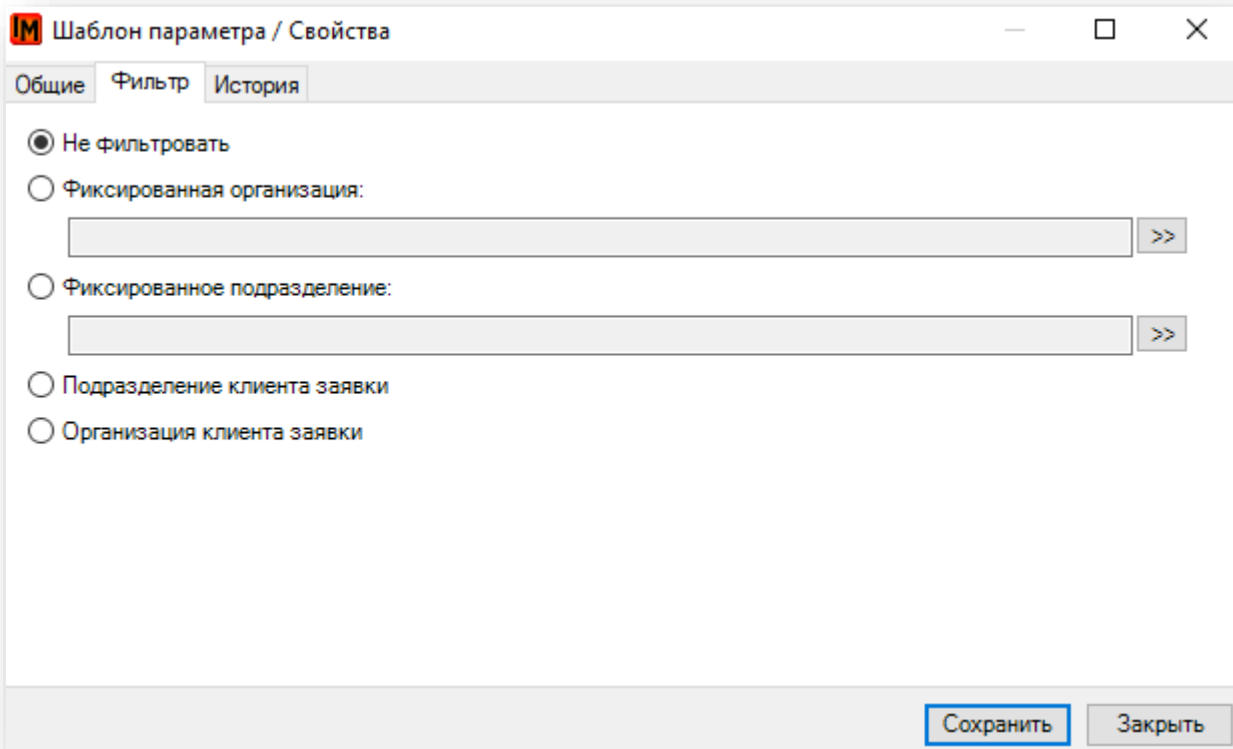 IM Шаблон параметра / Свойства
Общие Фильтр История
Не фильтровать
Фиксированная организация:
>>
Фиксированное подразделение:
>>
Подразделение клиента заявки
Организация клиента заявки
Сохранить Закрыть